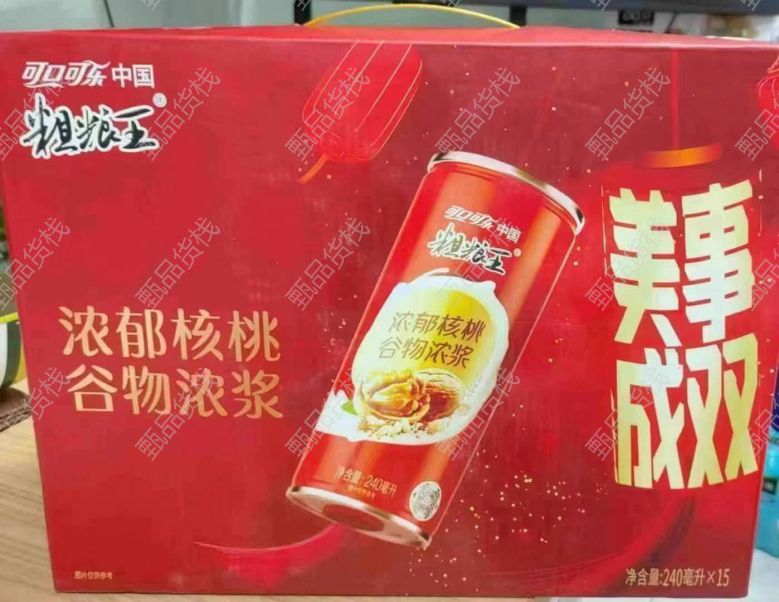 可口可乐中国
粗粮王®
浓郁核桃
谷物浓浆
可口可乐中国
粗粮王®
浓郁核桃
谷物浓浆
净含量:240毫升
美事
成双
图片仅供参考
净含量:240毫升×15
甄品货栈